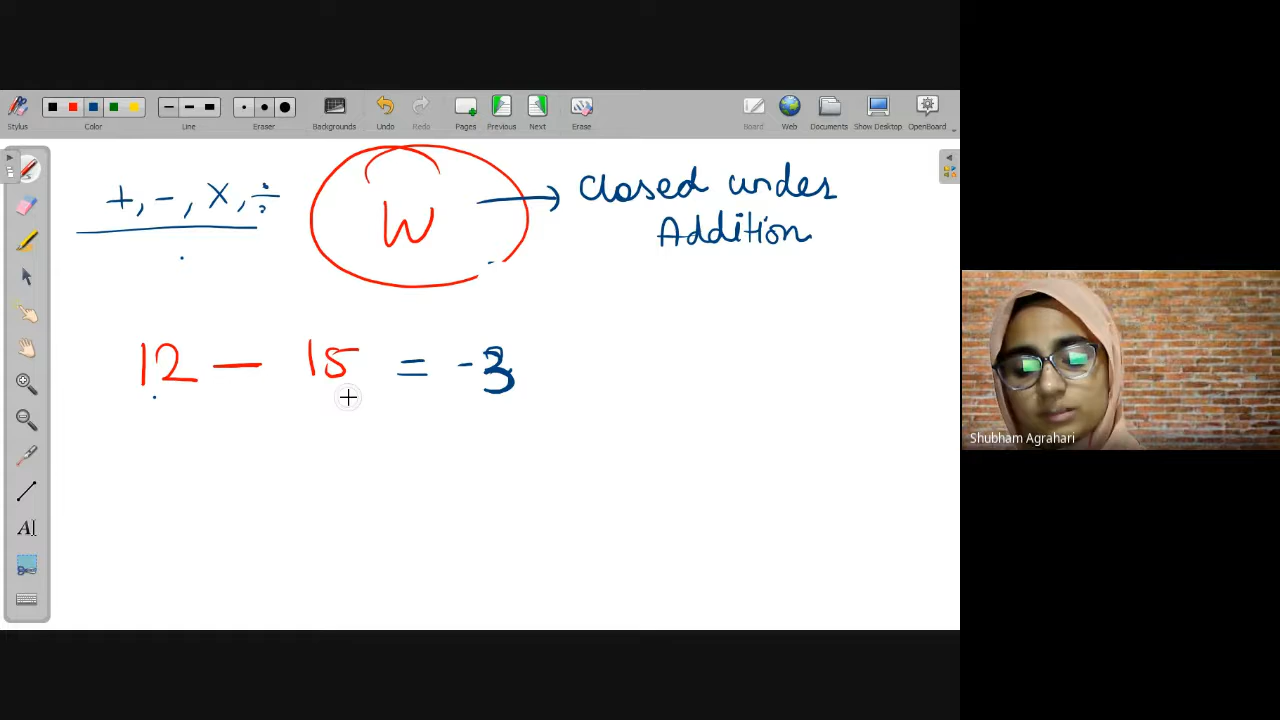 Stylus Color Line Eraser Backgrounds Undo Redo Pages Previous Next Erase Board Web Documents Show Desktop OpenBoard
+, -, ×, ÷ W → Closed under
Addition
12 - 15 = -3
Shubham Agrahari